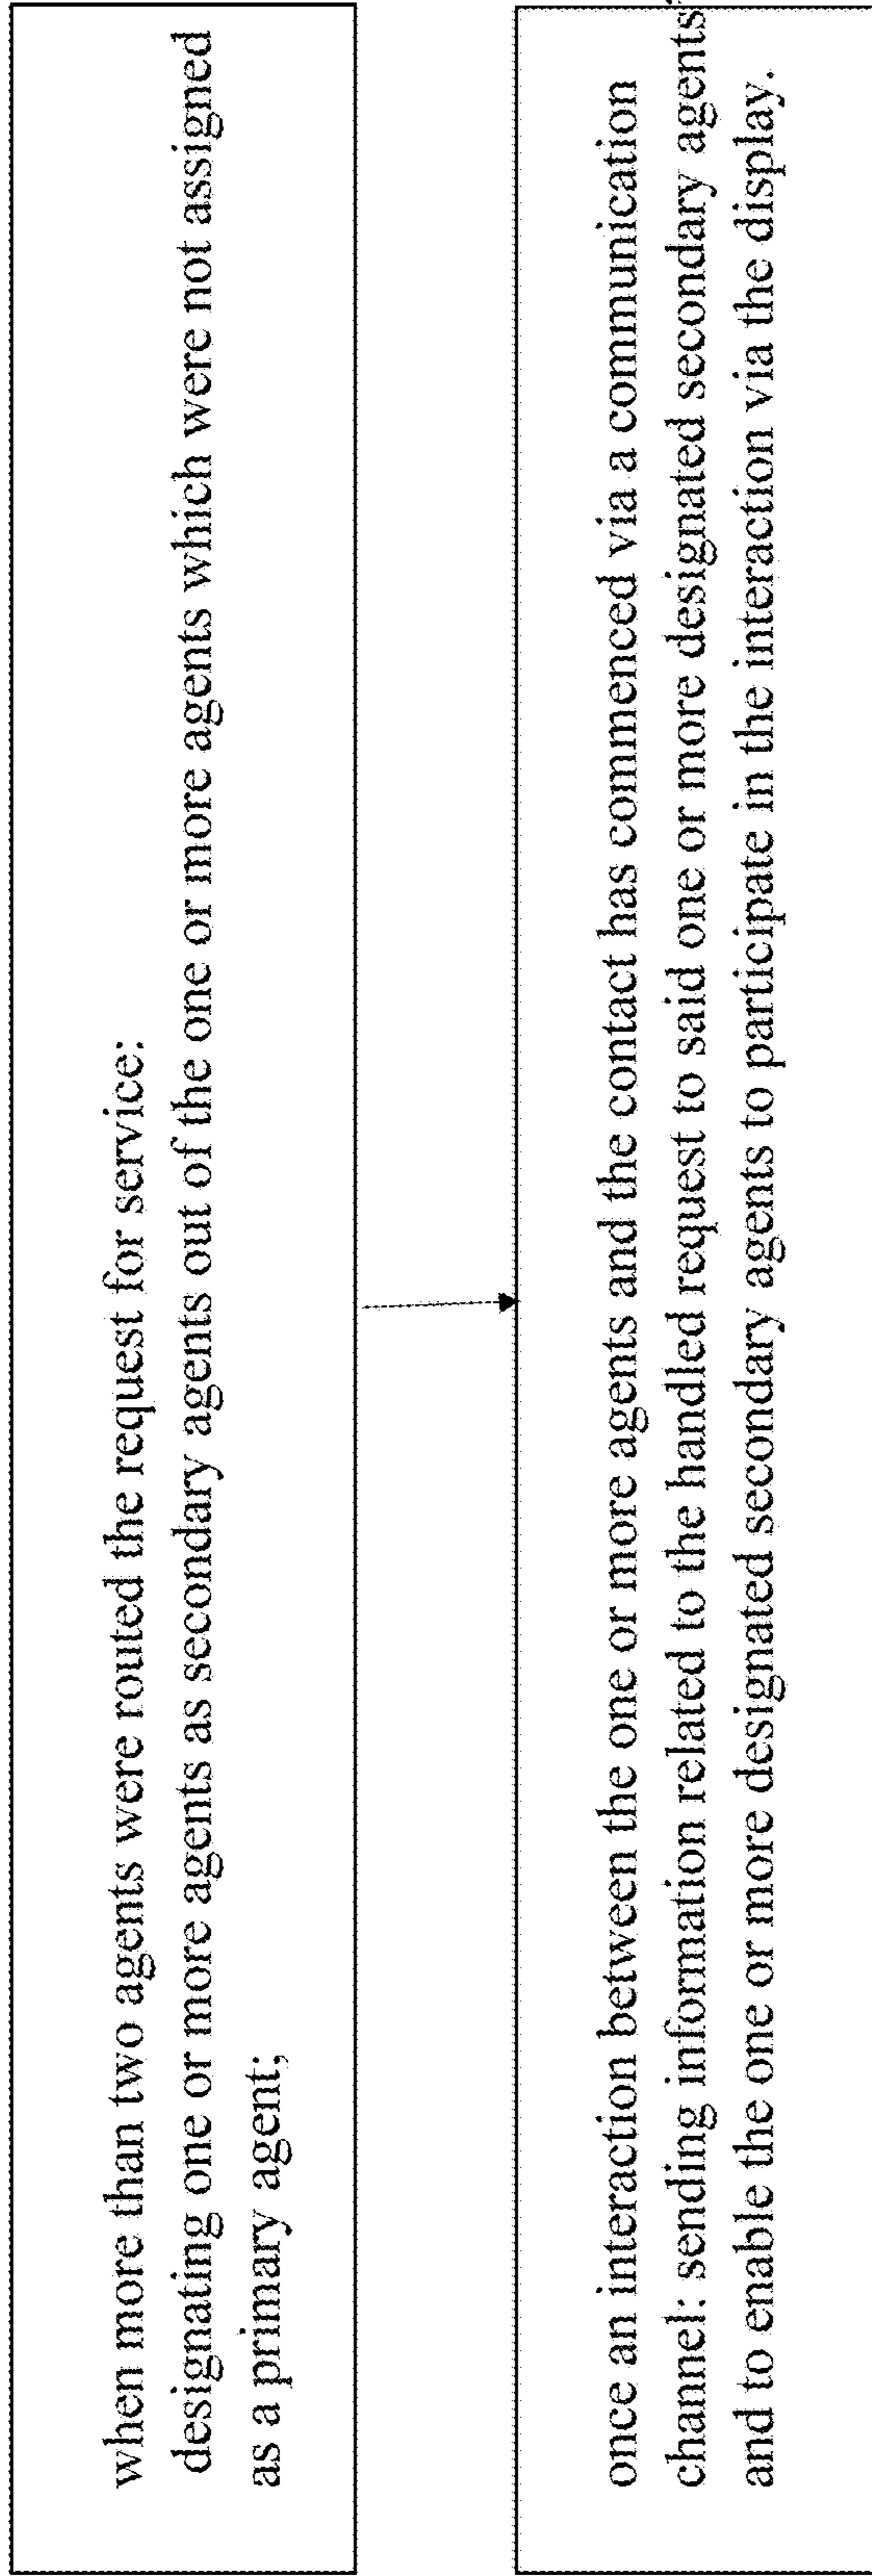 when more than two agents were routed the request for service:
designating one or more agents as secondary agents out of the one or more agents which were not assigned
as a primary agent;
once an interaction between the one or more agents and the contact has commenced via a communication
channel: sending information related to the handled request to said one or more designated secondary agents
and to enable the one or more designated secondary agents to participate in the interaction via the display.